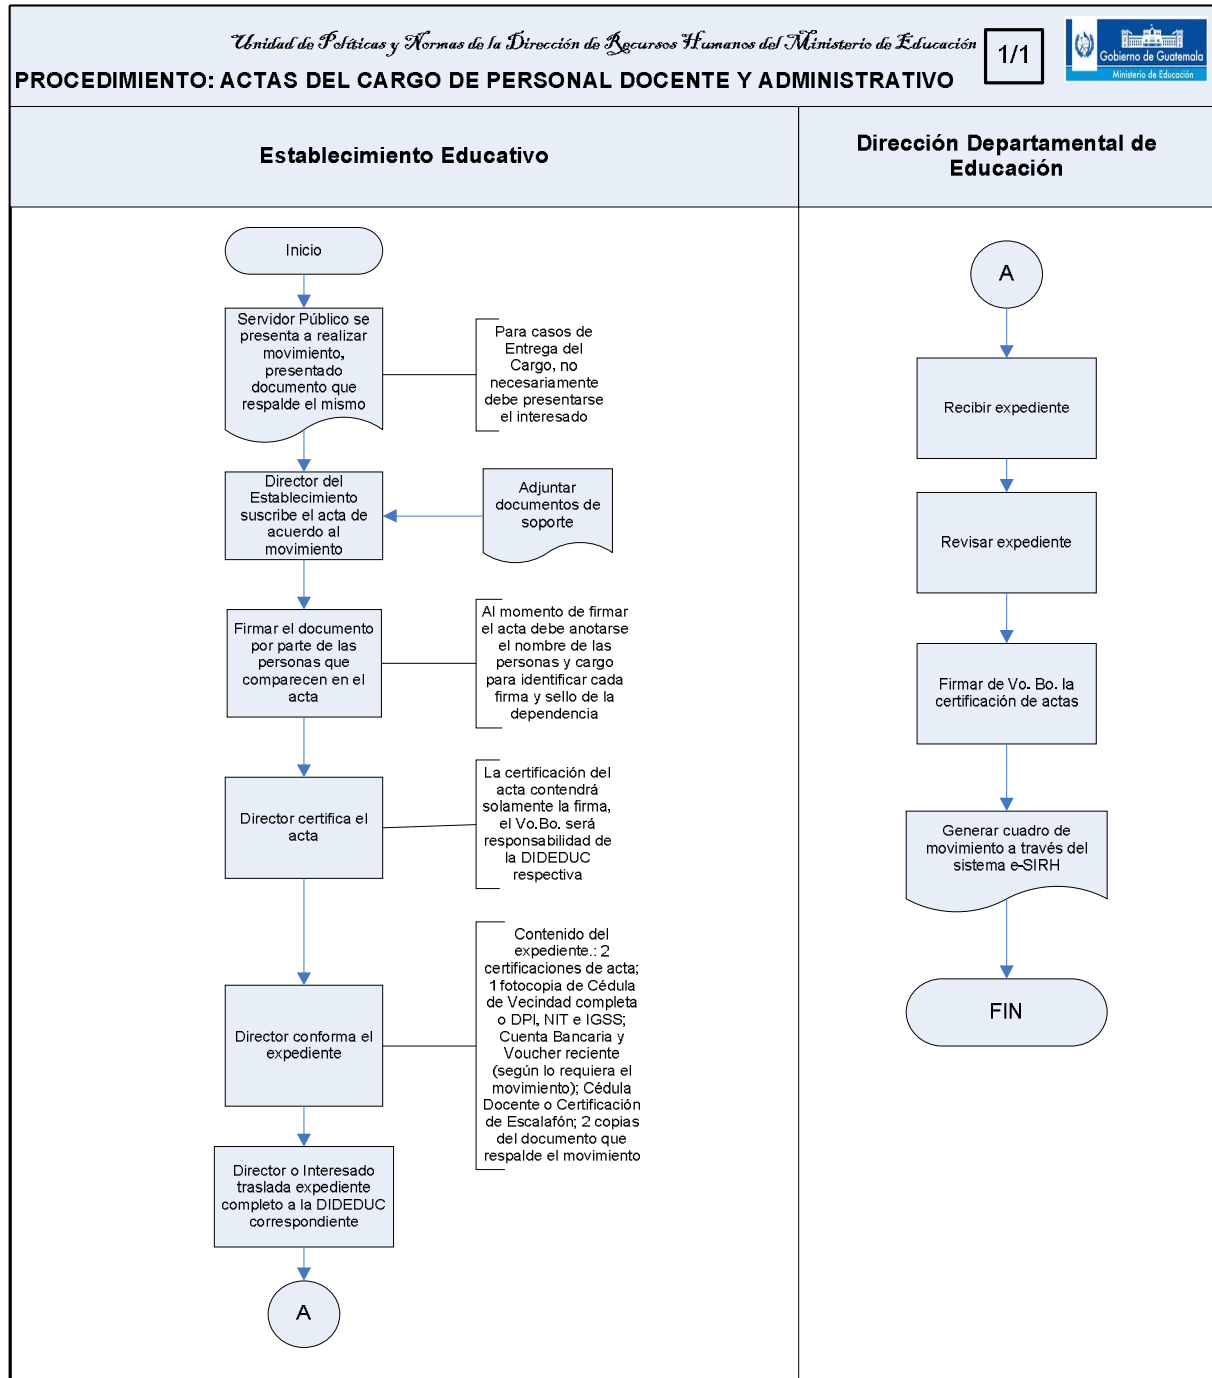 Unidad de Políticas y Normas de la Dirección de Recursos Humanos del Ministerio de Educación
PROCEDIMIENTO: ACTAS DEL CARGO DE PERSONAL DOCENTE Y ADMINISTRATIVO
1/1
Gobierno de Guatemala
Ministerio de Educación
Establecimiento Educativo
Inicio
Servidor Público se
presenta a realizar
movimiento,
presentado
documento que
respalde el mismo
Para casos de
Entrega del
Cargo, no
necesariamente
debe presentarse
el interesado
Director del
Establecimiento
suscribe el acta de
acuerdo al
movimiento
Adjuntar
documentos de
soporte
Firmar el documento
por parte de las
personas que
comparecen en el
acta
Al momento de firmar
el acta debe anotarse
el nombre de las
personas y cargo
para identificar cada
firma y sello de la
dependencia
Director certifica el
acta
La certificación del
acta contendrá
solamente la firma,
el Vo.Bo. será
responsabilidad de
la DIDEDUC
respectiva
Director conforma el
expediente
Contenido del
expediente.: 2
certificaciones de acta;
1 fotocopia de Cédula
de Vecindad completa
o DPI, NIT e IGSS;
Cuenta Bancaria y
Voucher reciente
(según lo requiera el
movimiento); Cédula
Docente o Certificación
de Escalafón; 2 copias
del documento que
respalde el movimiento
Director o Interesado
traslada expediente
completo a la DIDEDUC
correspondiente
A
Dirección Departamental de
Educación
A
Recibir expediente
Revisar expediente
Firmar de Vo. Bo. la
certificación de actas
Generar cuadro de
movimiento a través del
sistema e-SIRH
FIN